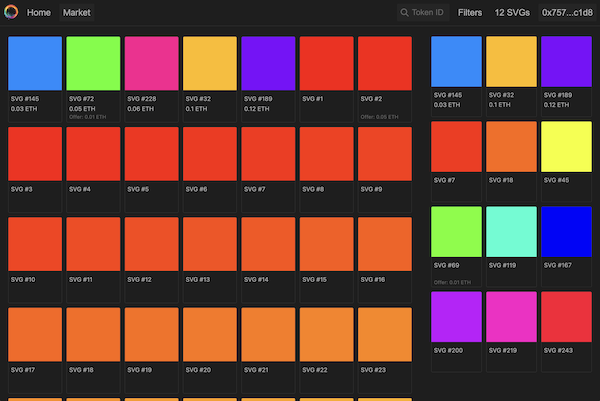 Home Market Token ID Filters 12 SVGs 0x757...c1d8
SVG #145
0.03 ETH
SVG #72
0.05 ETH
Offer: 0.01 ETH
SVG #228
0.06 ETH
SVG #32
0.1 ETH
SVG #189
0.12 ETH
SVG #1
SVG #2
Offer: 0.05 ETH
SVG #3
SVG #4
SVG #5
SVG #6
SVG #7
SVG #8
SVG #9
SVG #10
SVG #11
SVG #12
SVG #13
SVG #14
SVG #15
SVG #16
SVG #17
SVG #18
SVG #19
SVG #20
SVG #21
SVG #22
SVG #23
SVG #145
0.03 ETH
SVG #32
0.1 ETH
SVG #189
0.12 ETH
SVG #7
SVG #18
SVG #45
SVG #69
Offer: 0.01 ETH
SVG #119
SVG #167
SVG #200
SVG #219
SVG #243